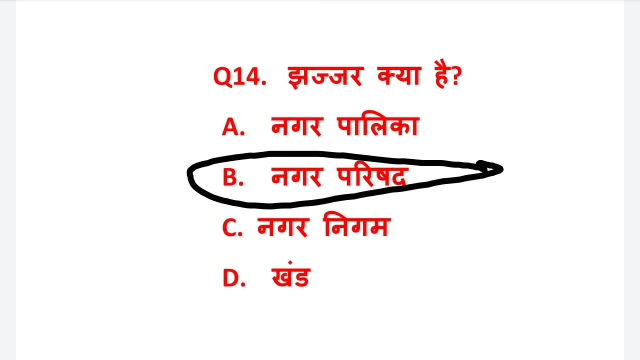 Q14. झज्जर क्या है?
A. नगर पालिका
B. नगर परिषद
C. नगर निगम
D. खंड